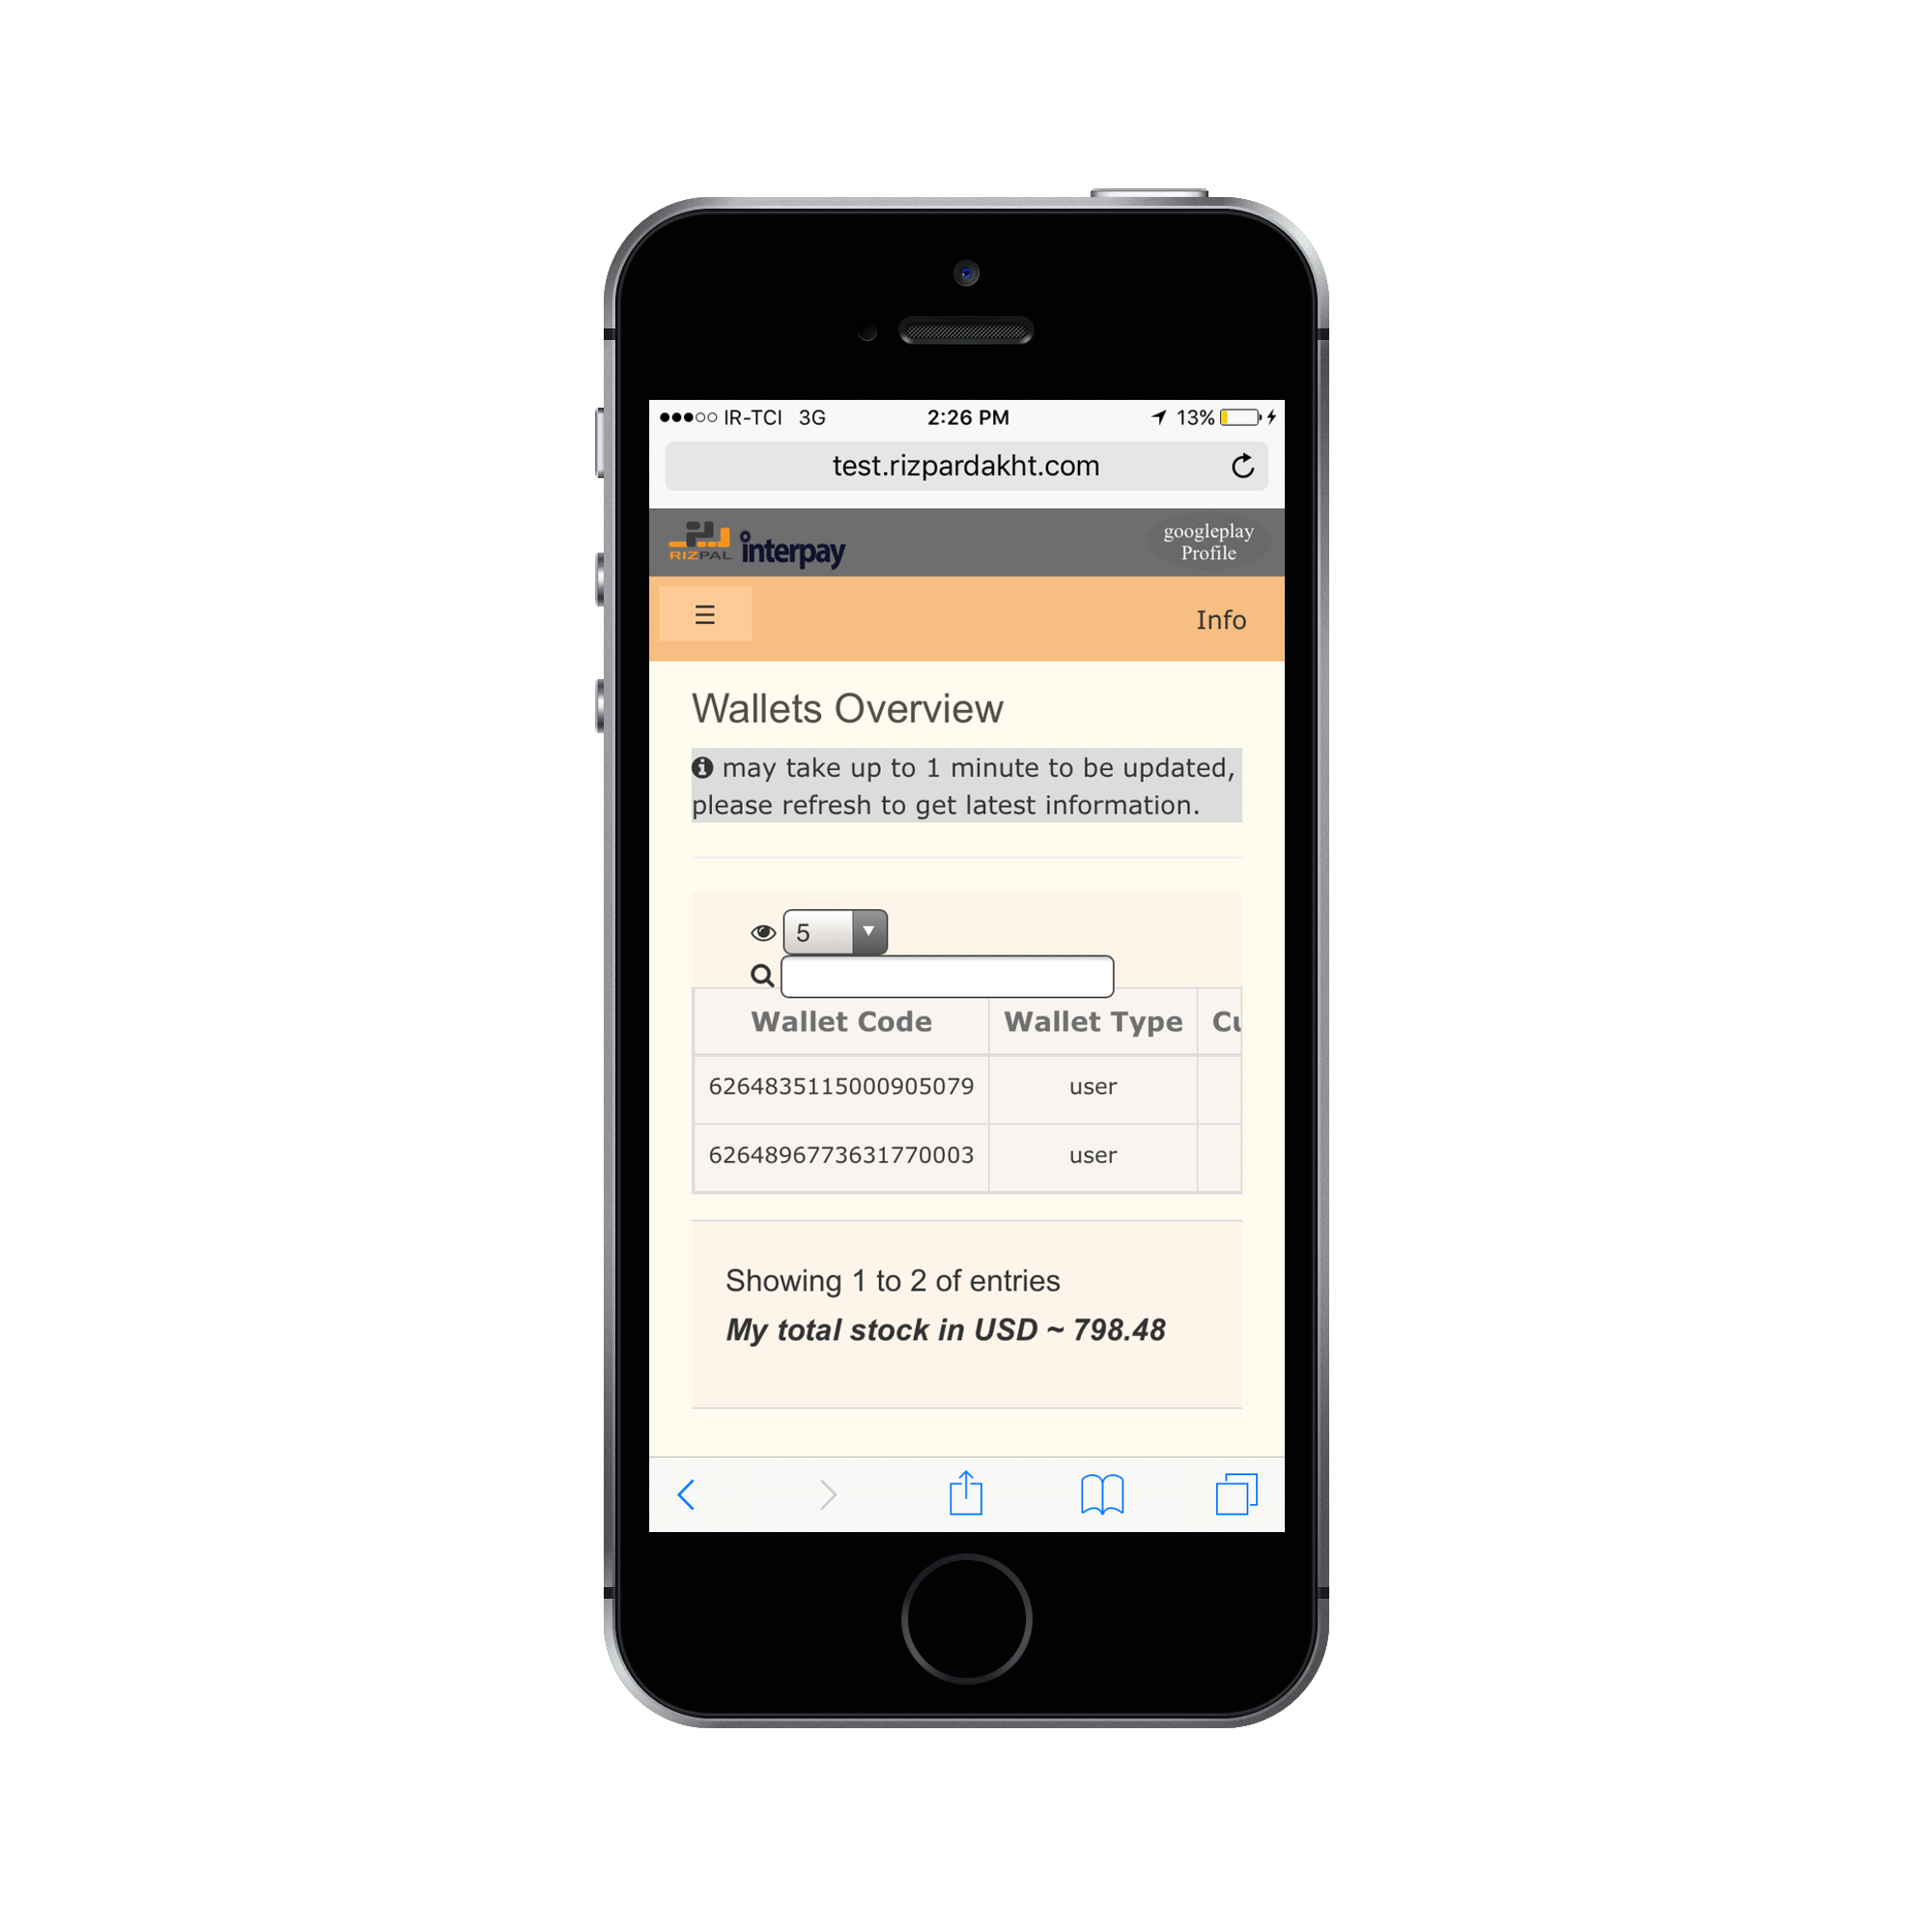 IR-TCI 3G 2:26 PM 13%
test.rizpardakht.com
RIZPAL interpay
googleplay
Profile
Info
Wallets Overview
may take up to 1 minute to be updated,
please refresh to get latest information.
5
Wallet Code Wallet Type Cu
6264835115000905079 user
6264896773631770003 user
Showing 1 to 2 of entries
My total stock in USD ~ 798.48